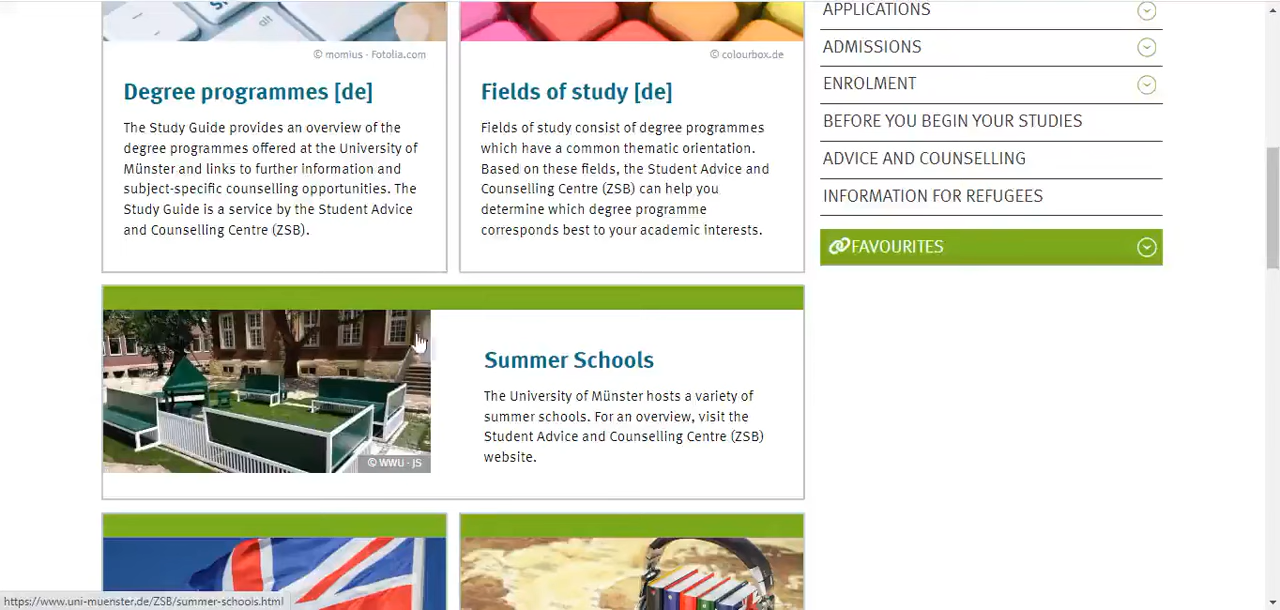 alt
© momius - Fotolia.com
Degree programmes [de]
The Study Guide provides an overview of the
degree programmes offered at the University of
Münster and links to further information and
subject-specific counselling opportunities. The
Study Guide is a service by the Student Advice
and Counselling Centre (ZSB).
© colourbox.de
Fields of study [de]
Fields of study consist of degree programmes
which have a common thematic orientation.
Based on these fields, the Student Advice and
Counselling Centre (ZSB) can help you
determine which degree programme
corresponds best to your academic interests.
© WWU - JS
Summer Schools
The University of Münster hosts a variety of
summer schools. For an overview, visit the
Student Advice and Counselling Centre (ZSB)
website.
APPLICATIONS
ADMISSIONS
ENROLMENT
BEFORE YOU BEGIN YOUR STUDIES
ADVICE AND COUNSELLING
INFORMATION FOR REFUGEES
FAVOURITES
https://www.uni-muenster.de/ZSB/summer-schools.html